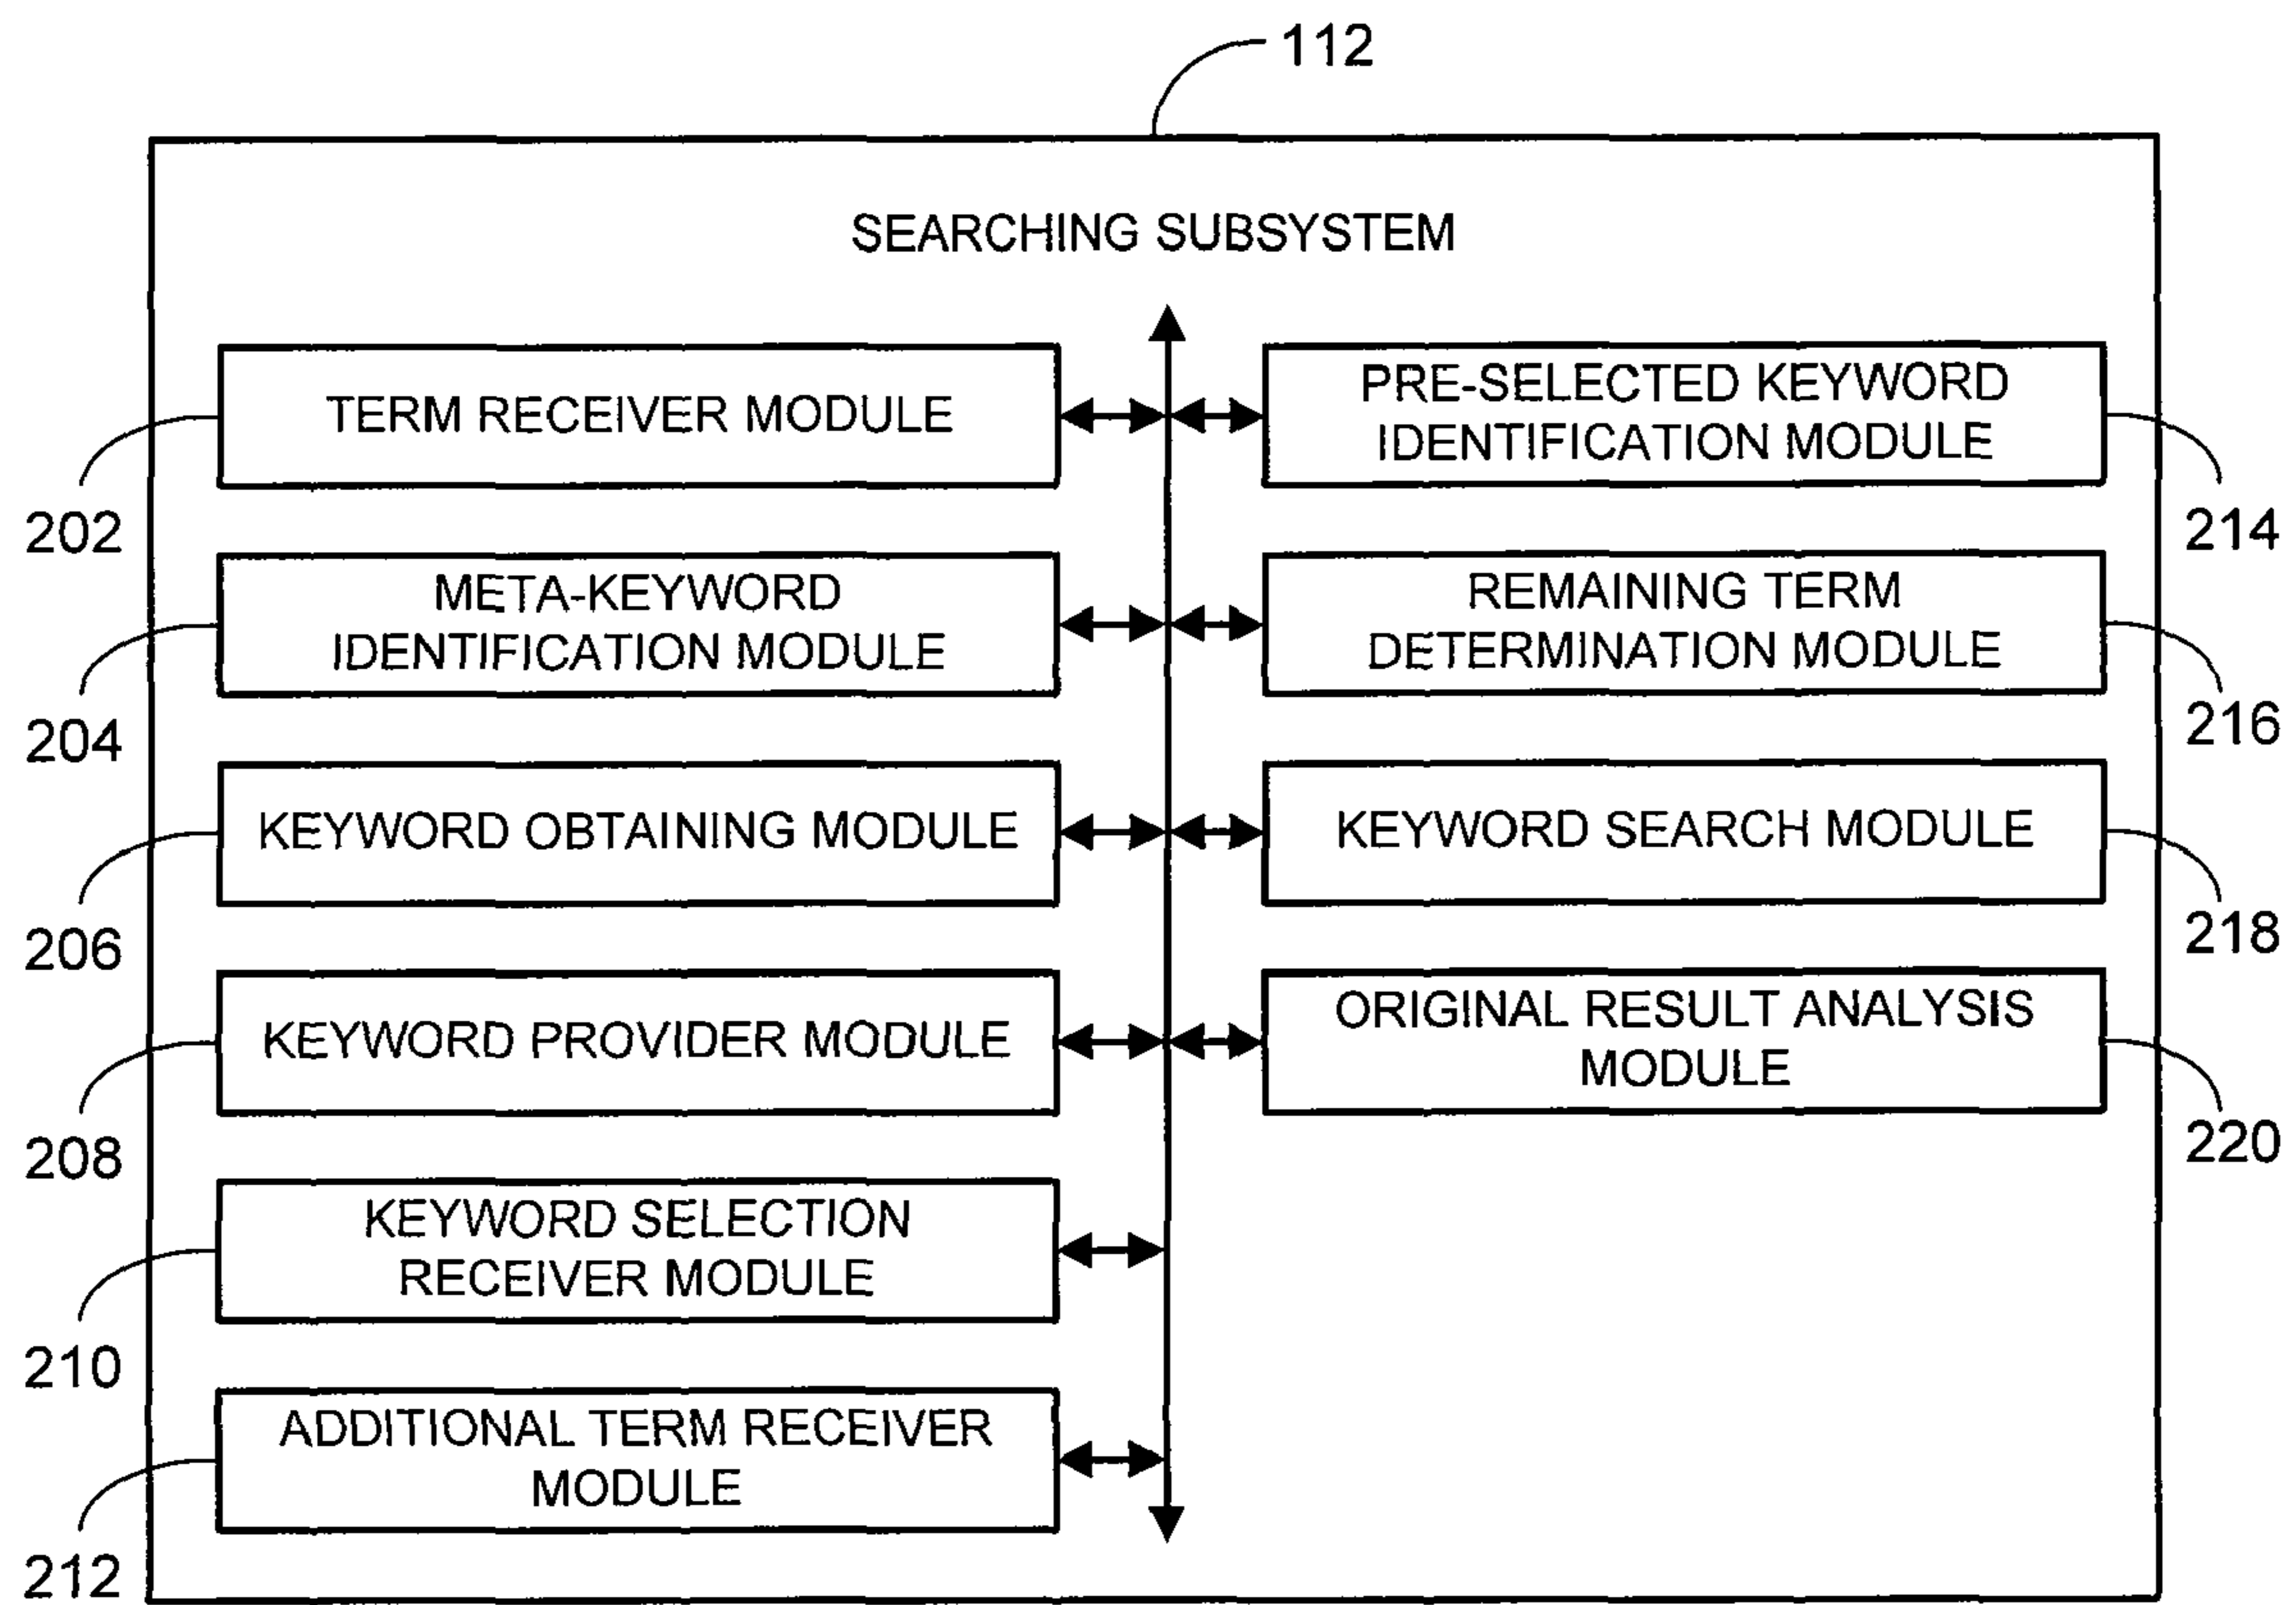 112
SEARCHING SUBSYSTEM
TERM RECEIVER MODULE
202
META-KEYWORD
IDENTIFICATION MODULE
204
KEYWORD OBTAINING MODULE
206
KEYWORD PROVIDER MODULE
208
KEYWORD SELECTION
RECEIVER MODULE
210
ADDITIONAL TERM RECEIVER
MODULE
212
PRE-SELECTED KEYWORD
IDENTIFICATION MODULE
214
REMAINING TERM
DETERMINATION MODULE
216
KEYWORD SEARCH MODULE
218
ORIGINAL RESULT ANALYSIS
MODULE
220